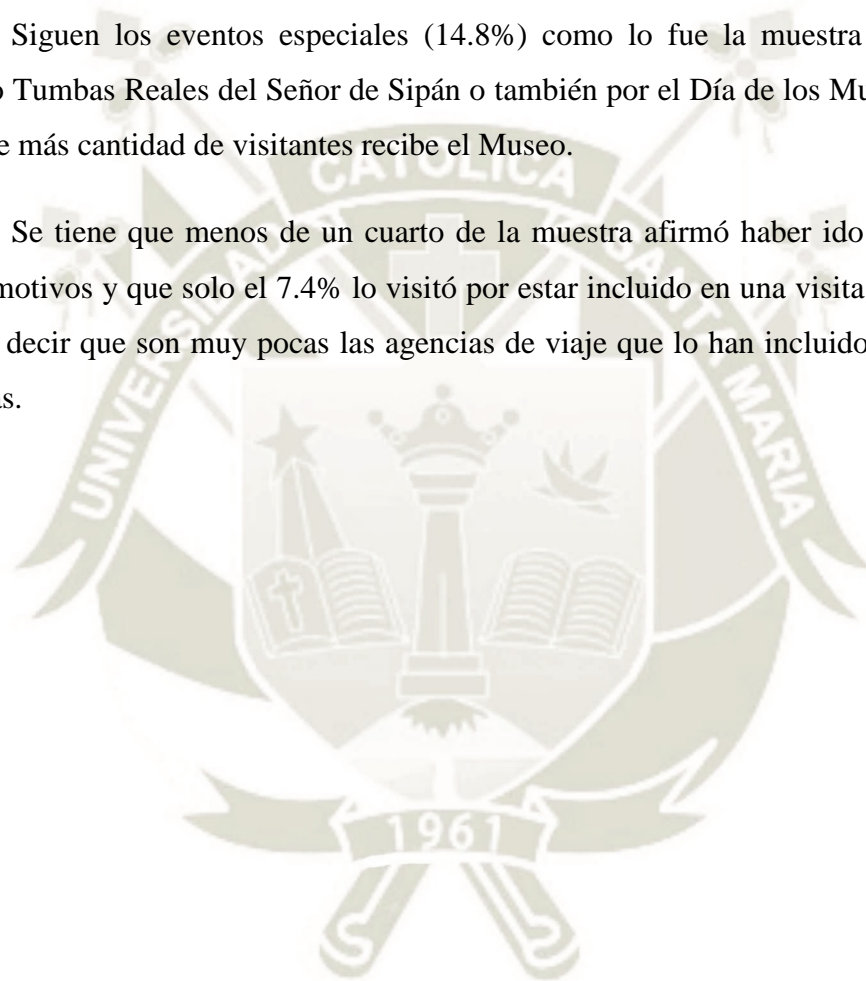 Siguen los eventos especiales (14.8%) como lo fue la muestra
Tumbas Reales del Señor de Sipán o también por el Día de los
más cantidad de visitantes recibe el Museo.
Se tiene que menos de un cuarto de la muestra afirmó haber ido
motivos y que solo el 7.4% lo visitó por estar incluido en una visita
decir que son muy pocas las agencias de viaje que lo han incluido
UNIVERSIDAD CATOLICA SANTA MARIA
1961